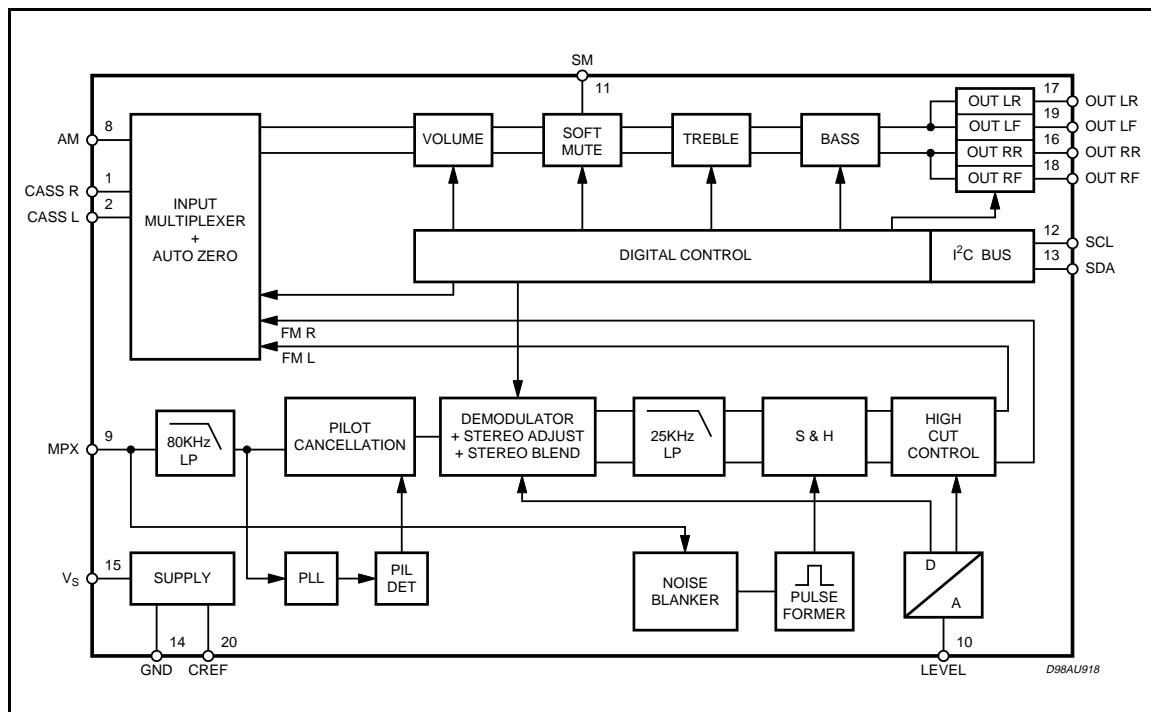 SM
11
17
OUT LR
OUT LR
8
19
AM
VOLUME
SOFT
MUTE
TREBLE
BASS
OUT LF
OUT LF
16
OUT RR
OUT RR
1
18
CASS R
OUT RF
OUT RF
2
CASS L
INPUT
MULTIPLEXER
+
AUTO ZERO
12
DIGITAL CONTROL
I²C BUS
SCL
13
SDA
FM R
FM L
9
MPX
80KHz
LP
PILOT
CANCELLATION
DEMODULATOR
+ STEREO ADJUST
+ STEREO BLEND
25KHz
LP
S & H
HIGH
CUT
CONTROL
15
VS
SUPPLY
PLL
PIL
DET
NOISE
BLANKER
PULSE
FORMER
D
A
14
20
10
GND
CREF
LEVEL
D98AU918